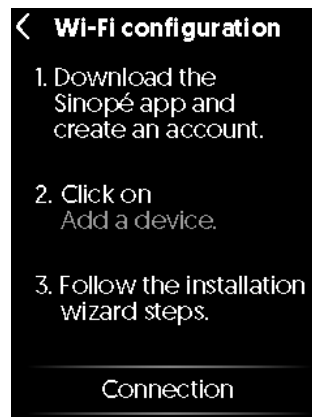 Wi-Fi configuration
1. Download the
Sinopé app and
create an account.
2. Click on
Add a device.
3. Follow the installation
wizard steps.
Connection